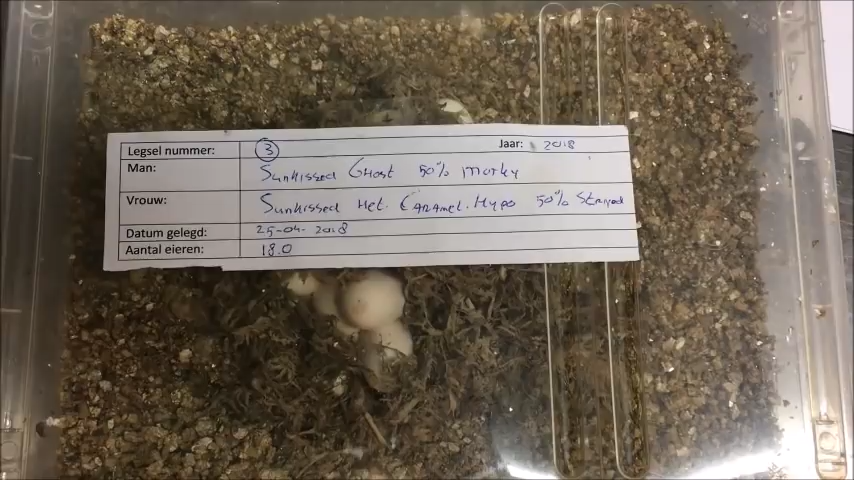 Legsel nummer: 3 Jaar: 2018
Man: Sunkissed Ghost 50% Motley
Vrouw: Sunkissed Het. Caramel. Hypo 50% Striped
Datum gelegd: 25-04-2018
Aantal eieren: 18.0